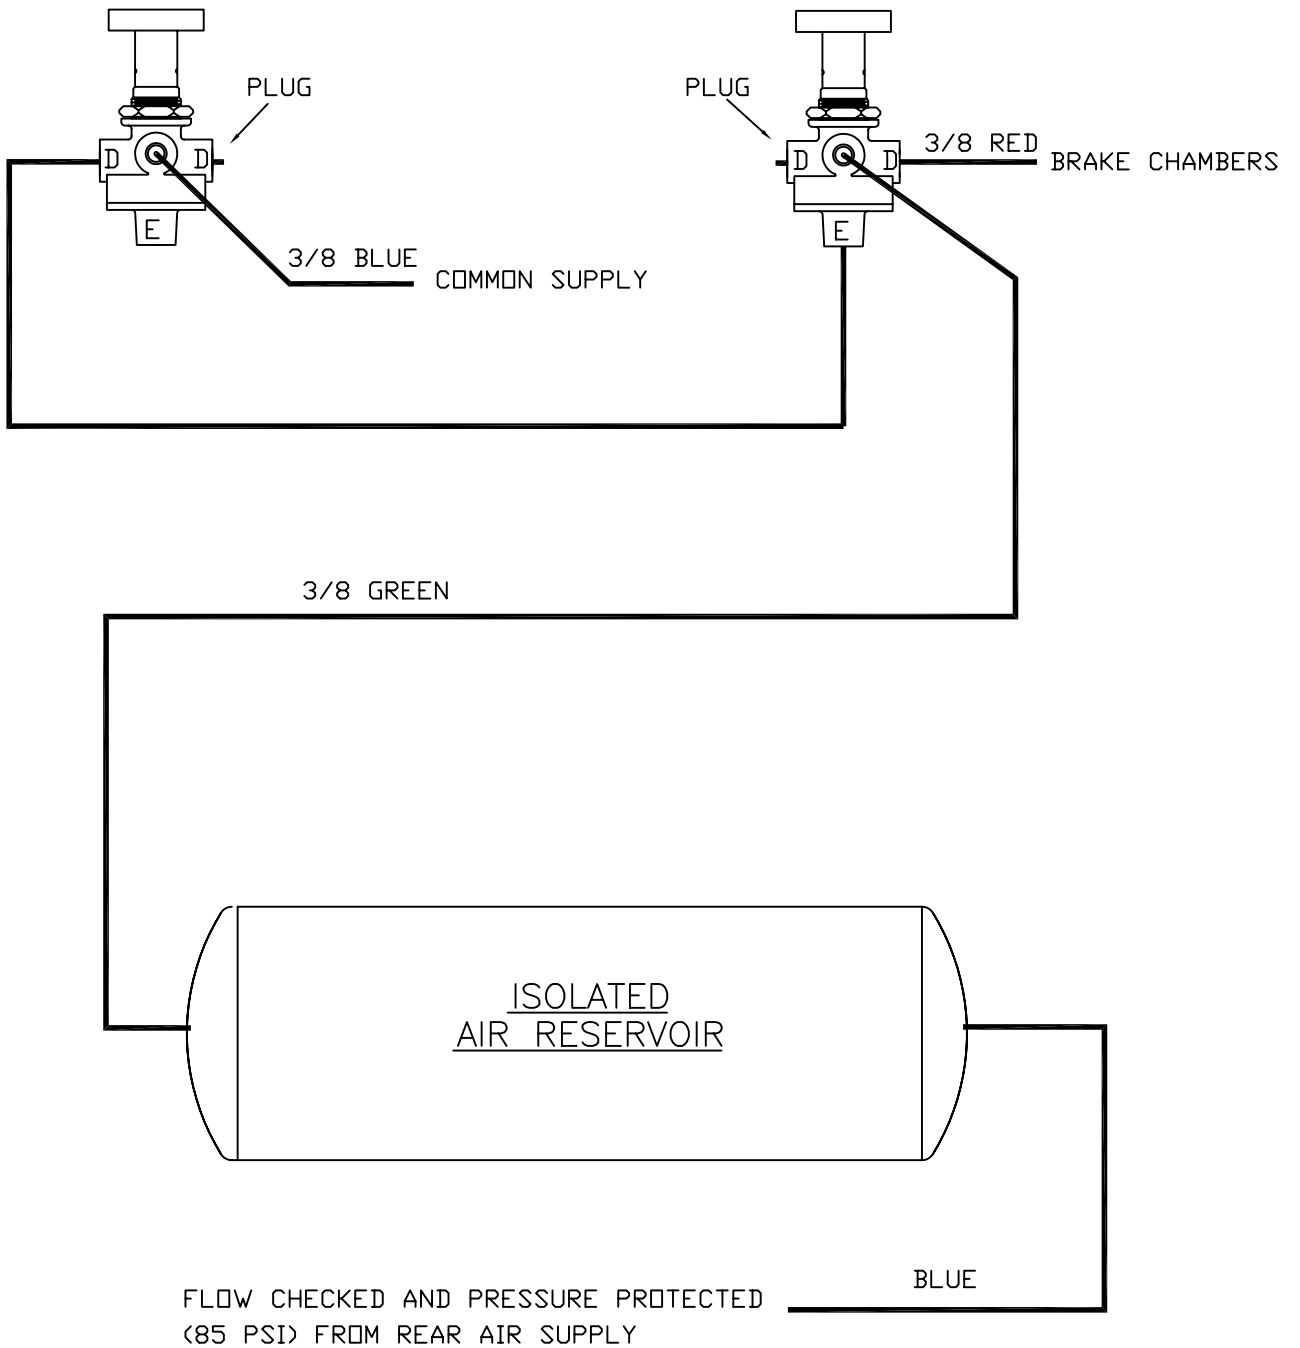 PLUG
PLUG
3/8 RED
BRAKE CHAMBERS
D D
D D
E
E
3/8 BLUE
COMMON SUPPLY
3/8 GREEN
ISOLATED
AIR RESERVOIR
BLUE
FLOW CHECKED AND PRESSURE PROTECTED
(85 PSI) FROM REAR AIR SUPPLY